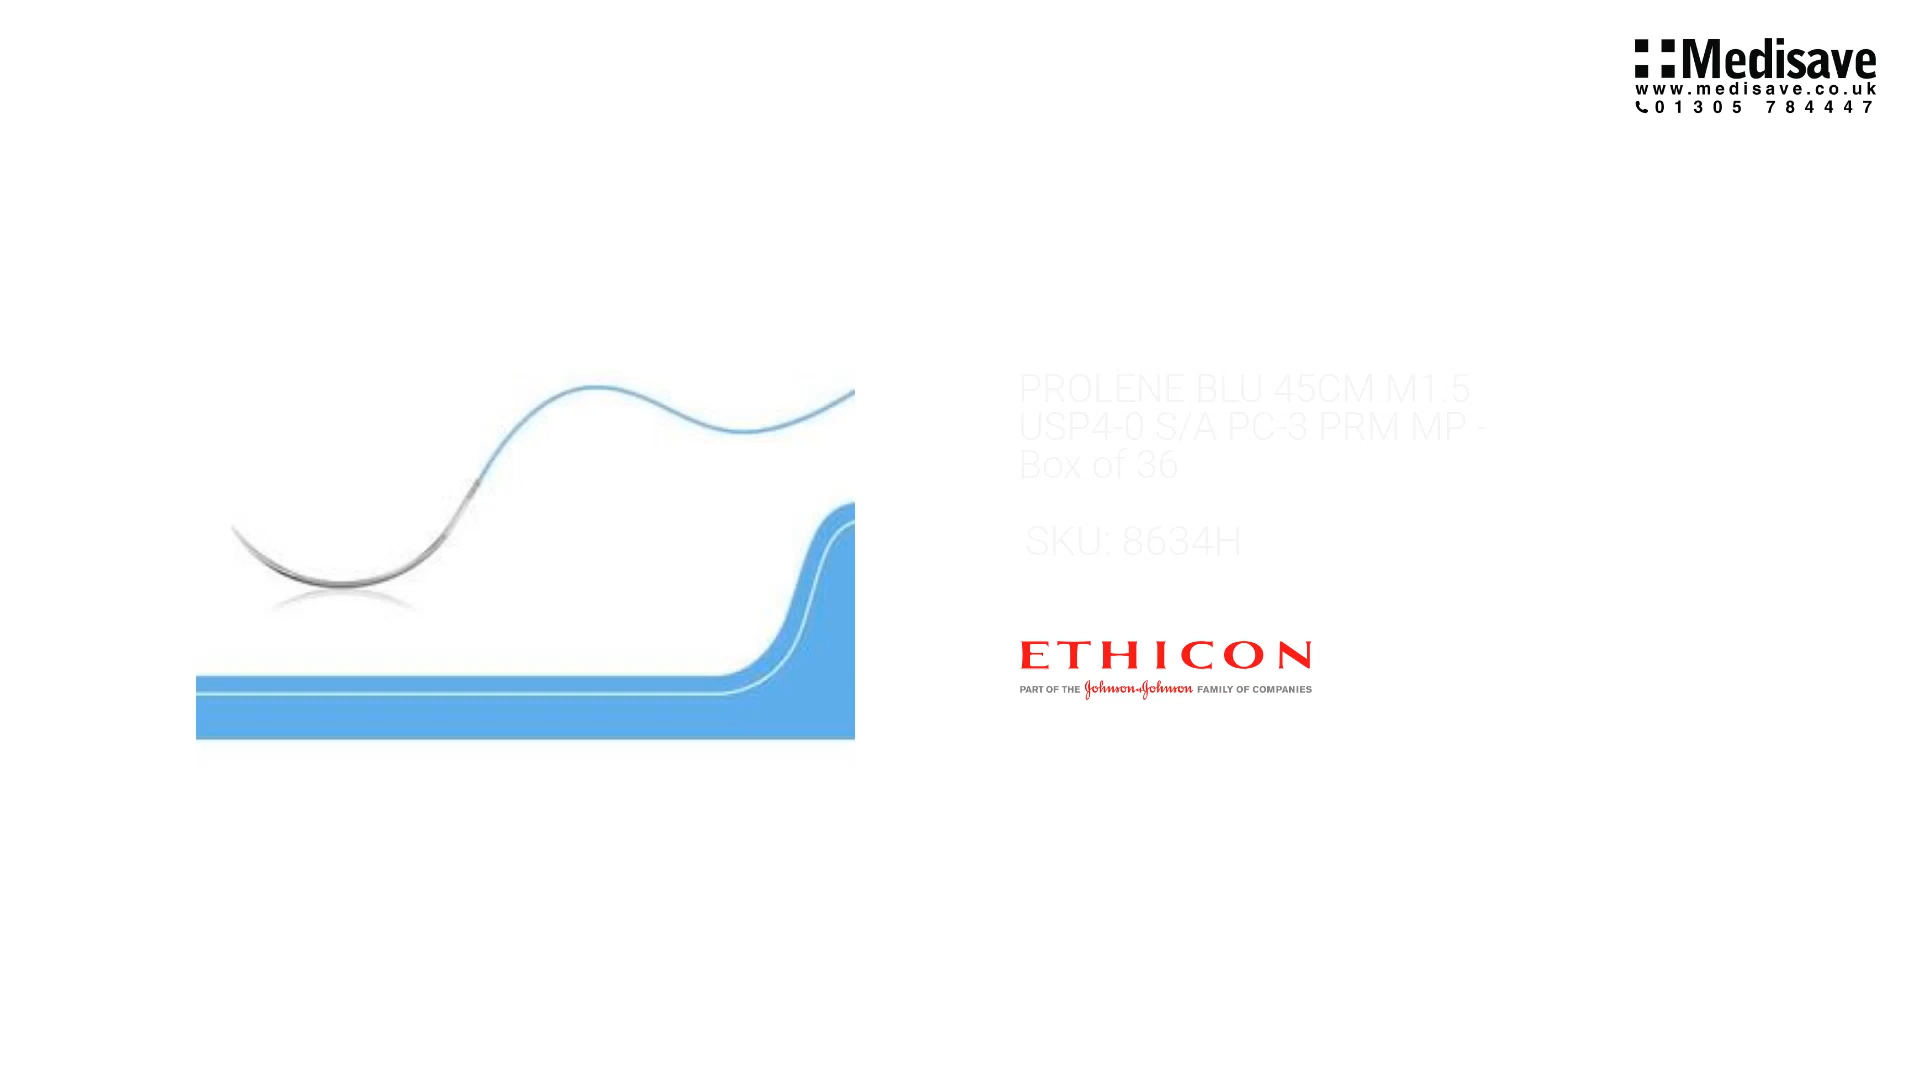 Medisave
www.medisave.co.uk
01305 784447
PROLENE BLU 45CM M1.5
USP4-0 S/A PC-3 PRM MP -
Box of 36
SKU: 8634H
ETHICON
PART OF THE Johnson & Johnson FAMILY OF COMPANIES